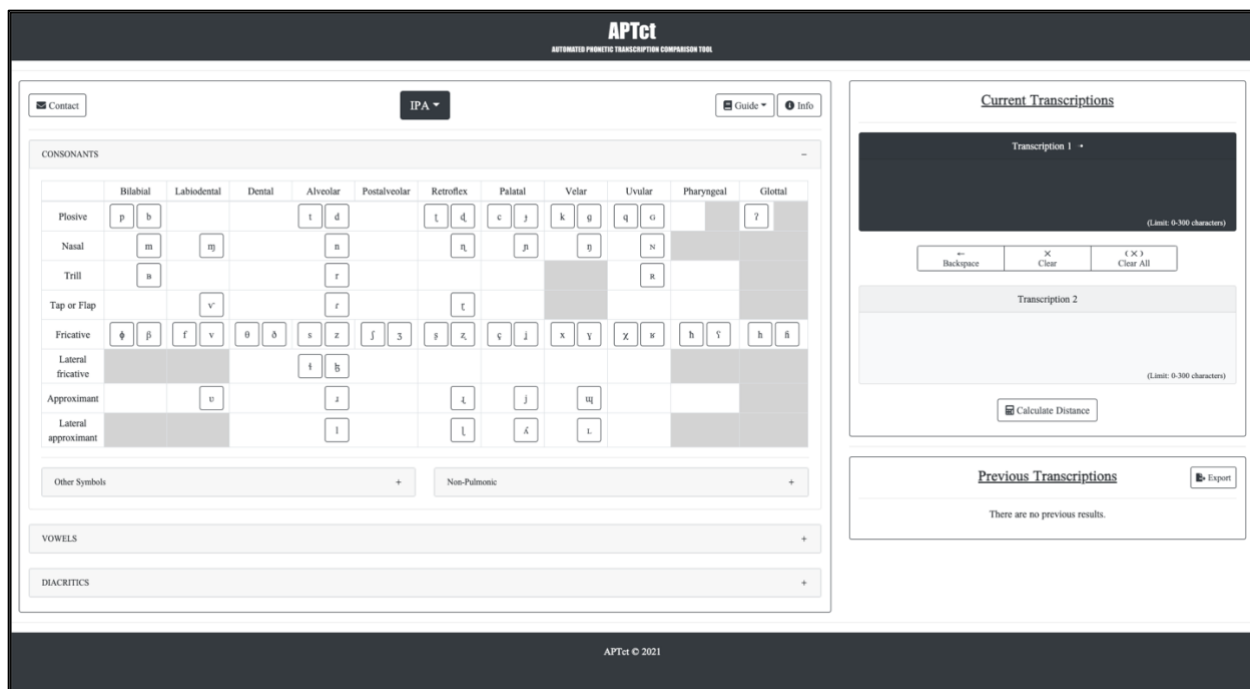 APTct
AUTOMATED PHONETIC TRANSCRIPTION COMPARISON TOOL
Contact
IPA
Guide
Info
CONSONANTS −
Bilabial Labiodental Dental Alveolar Postalveolar Retroflex Palatal Velar Uvular Pharyngeal Glottal
Plosive p b t d ʈ ɖ c ɟ k g q ɢ ʔ
Nasal m ɱ n ɳ ɲ ŋ ɴ
Trill ʙ r ʀ
Tap or Flap ⱱ ɾ ɽ
Fricative ɸ β f v θ ð s z ʃ ʒ ʂ ʐ ç ʝ x ɣ χ ʁ ħ ʕ h ɦ
Lateral
fricative ɬ ɮ
Approximant ʋ ɹ ɻ j ɰ
Lateral
approximant l ɭ ʎ ʟ
Other Symbols +
Non-Pulmonic +
VOWELS +
DIACRITICS +
Current Transcriptions
Transcription 1
(Limit: 0-300 characters)
← Backspace
× Clear
(×) Clear All
Transcription 2
(Limit: 0-300 characters)
Calculate Distance
Previous Transcriptions
Export
There are no previous results.
APTct © 2021